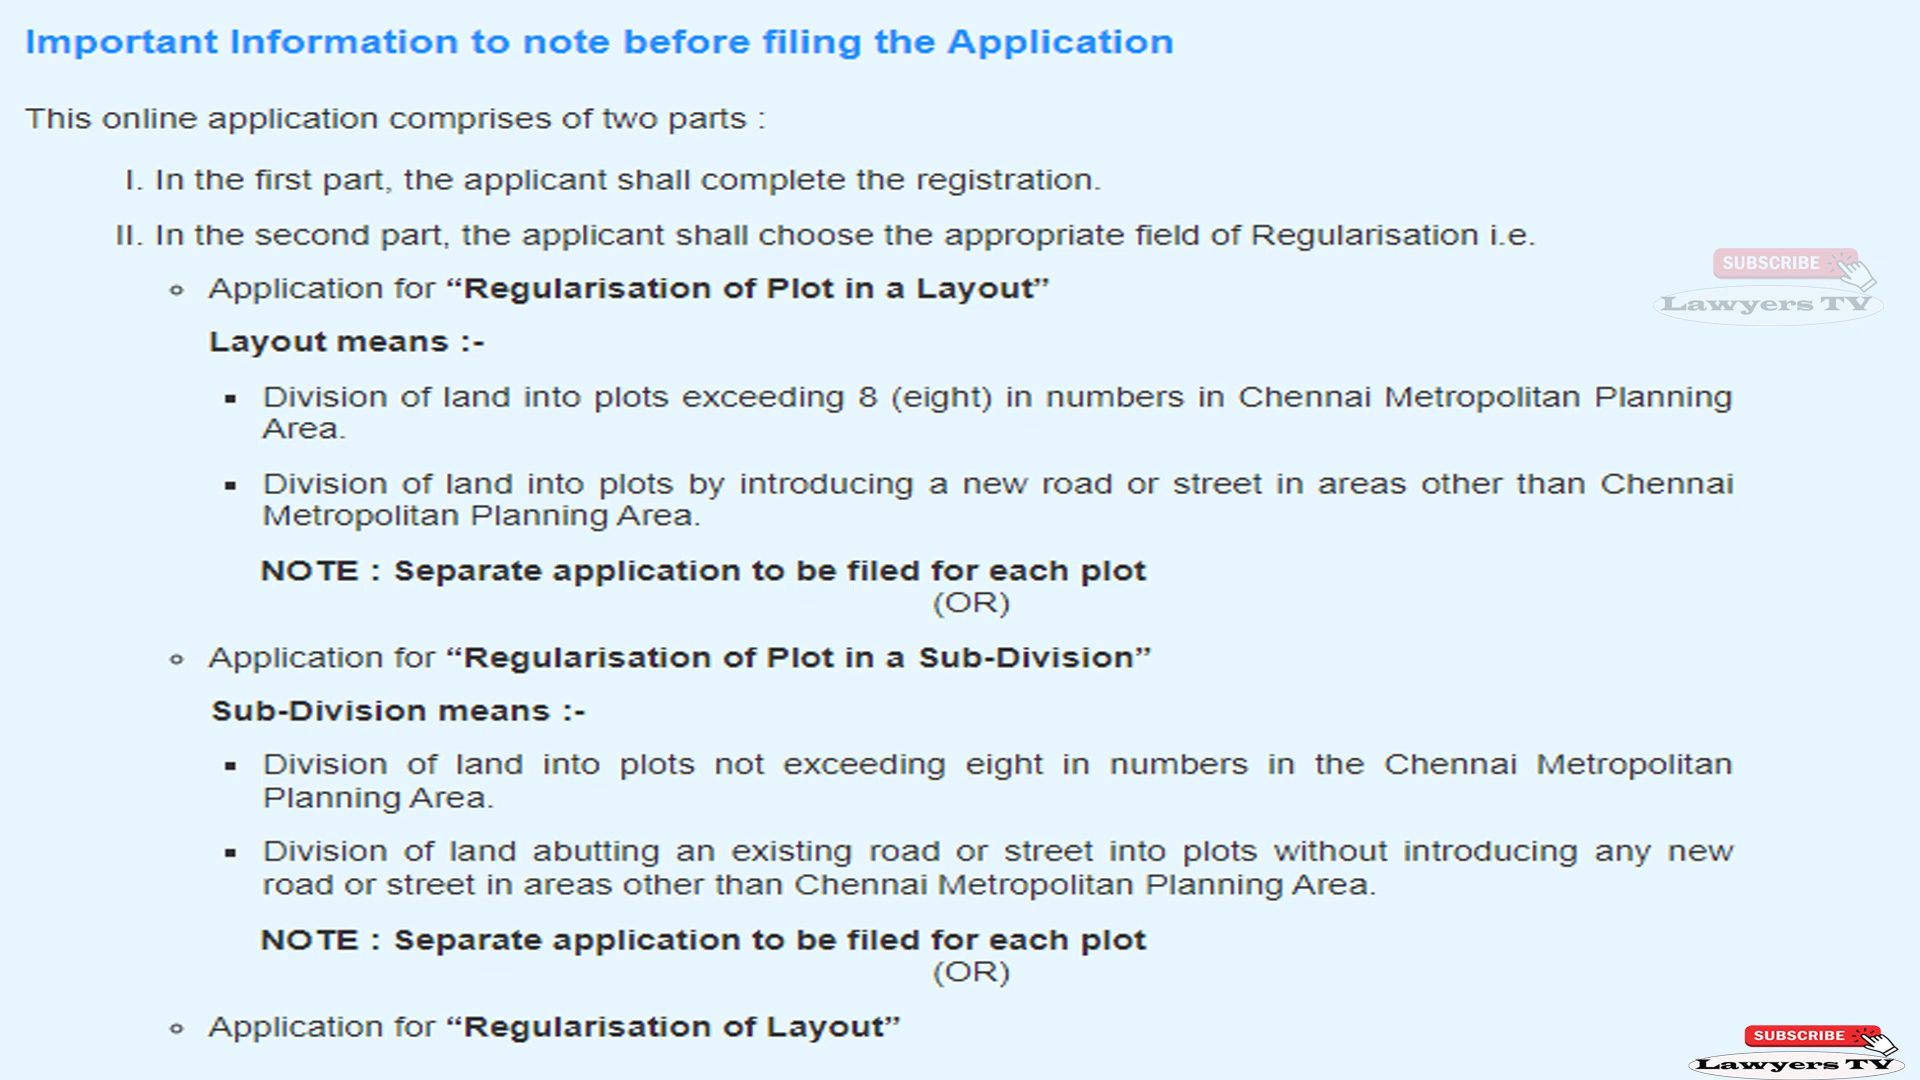 Important Information to note before filing the Application
This online application comprises of two parts :
I. In the first part, the applicant shall complete the registration.
II. In the second part, the applicant shall choose the appropriate field of Regularisation i.e.
Application for “Regularisation of Plot in a Layout”
SUBSCRIBE
Lawyers TV
Layout means :-
Division of land into plots exceeding 8 (eight) in numbers in Chennai Metropolitan Planning
Area.
Division of land into plots by introducing a new road or street in areas other than Chennai
Metropolitan Planning Area.
NOTE : Separate application to be filed for each plot
(OR)
Application for “Regularisation of Plot in a Sub-Division”
Sub-Division means :-
Division of land into plots not exceeding eight in numbers in the Chennai Metropolitan
Planning Area.
Division of land abutting an existing road or street into plots without introducing any new
road or street in areas other than Chennai Metropolitan Planning Area.
NOTE : Separate application to be filed for each plot
(OR)
Application for “Regularisation of Layout”
SUBSCRIBE
Lawyers TV